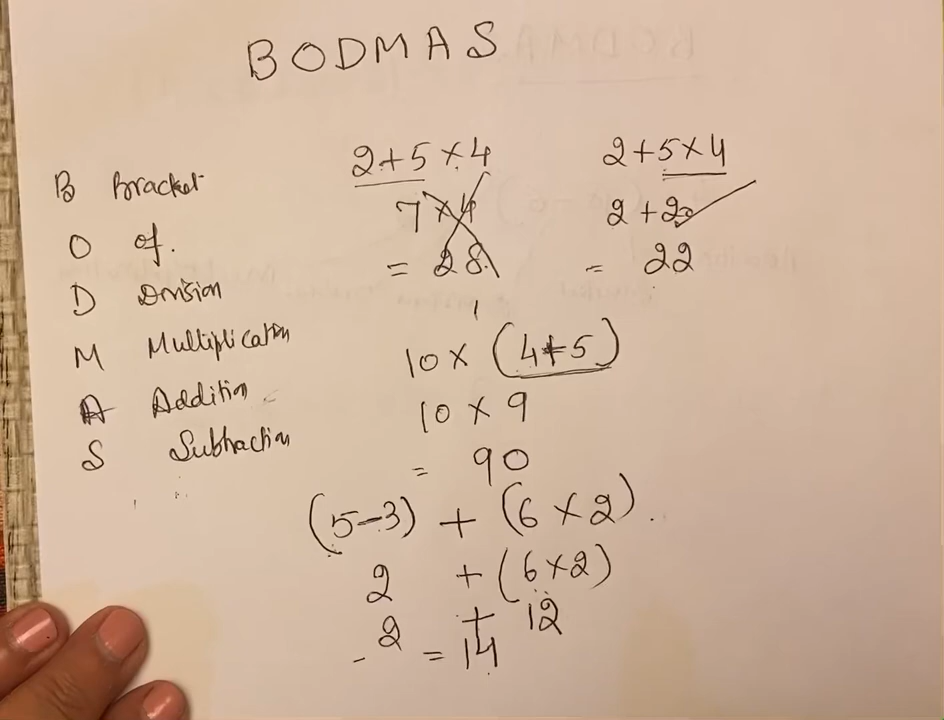 BODMAS
B Bracket
O of.
D Division
M Multiplication
A Addition
S Subtraction
2+5×4
7×4
= 28
2+5×4
2+20
= 22
10 × (4+5)
10 × 9
= 90
(5-3) + (6×2).
2 + (6×2)
2 + 12
= 14